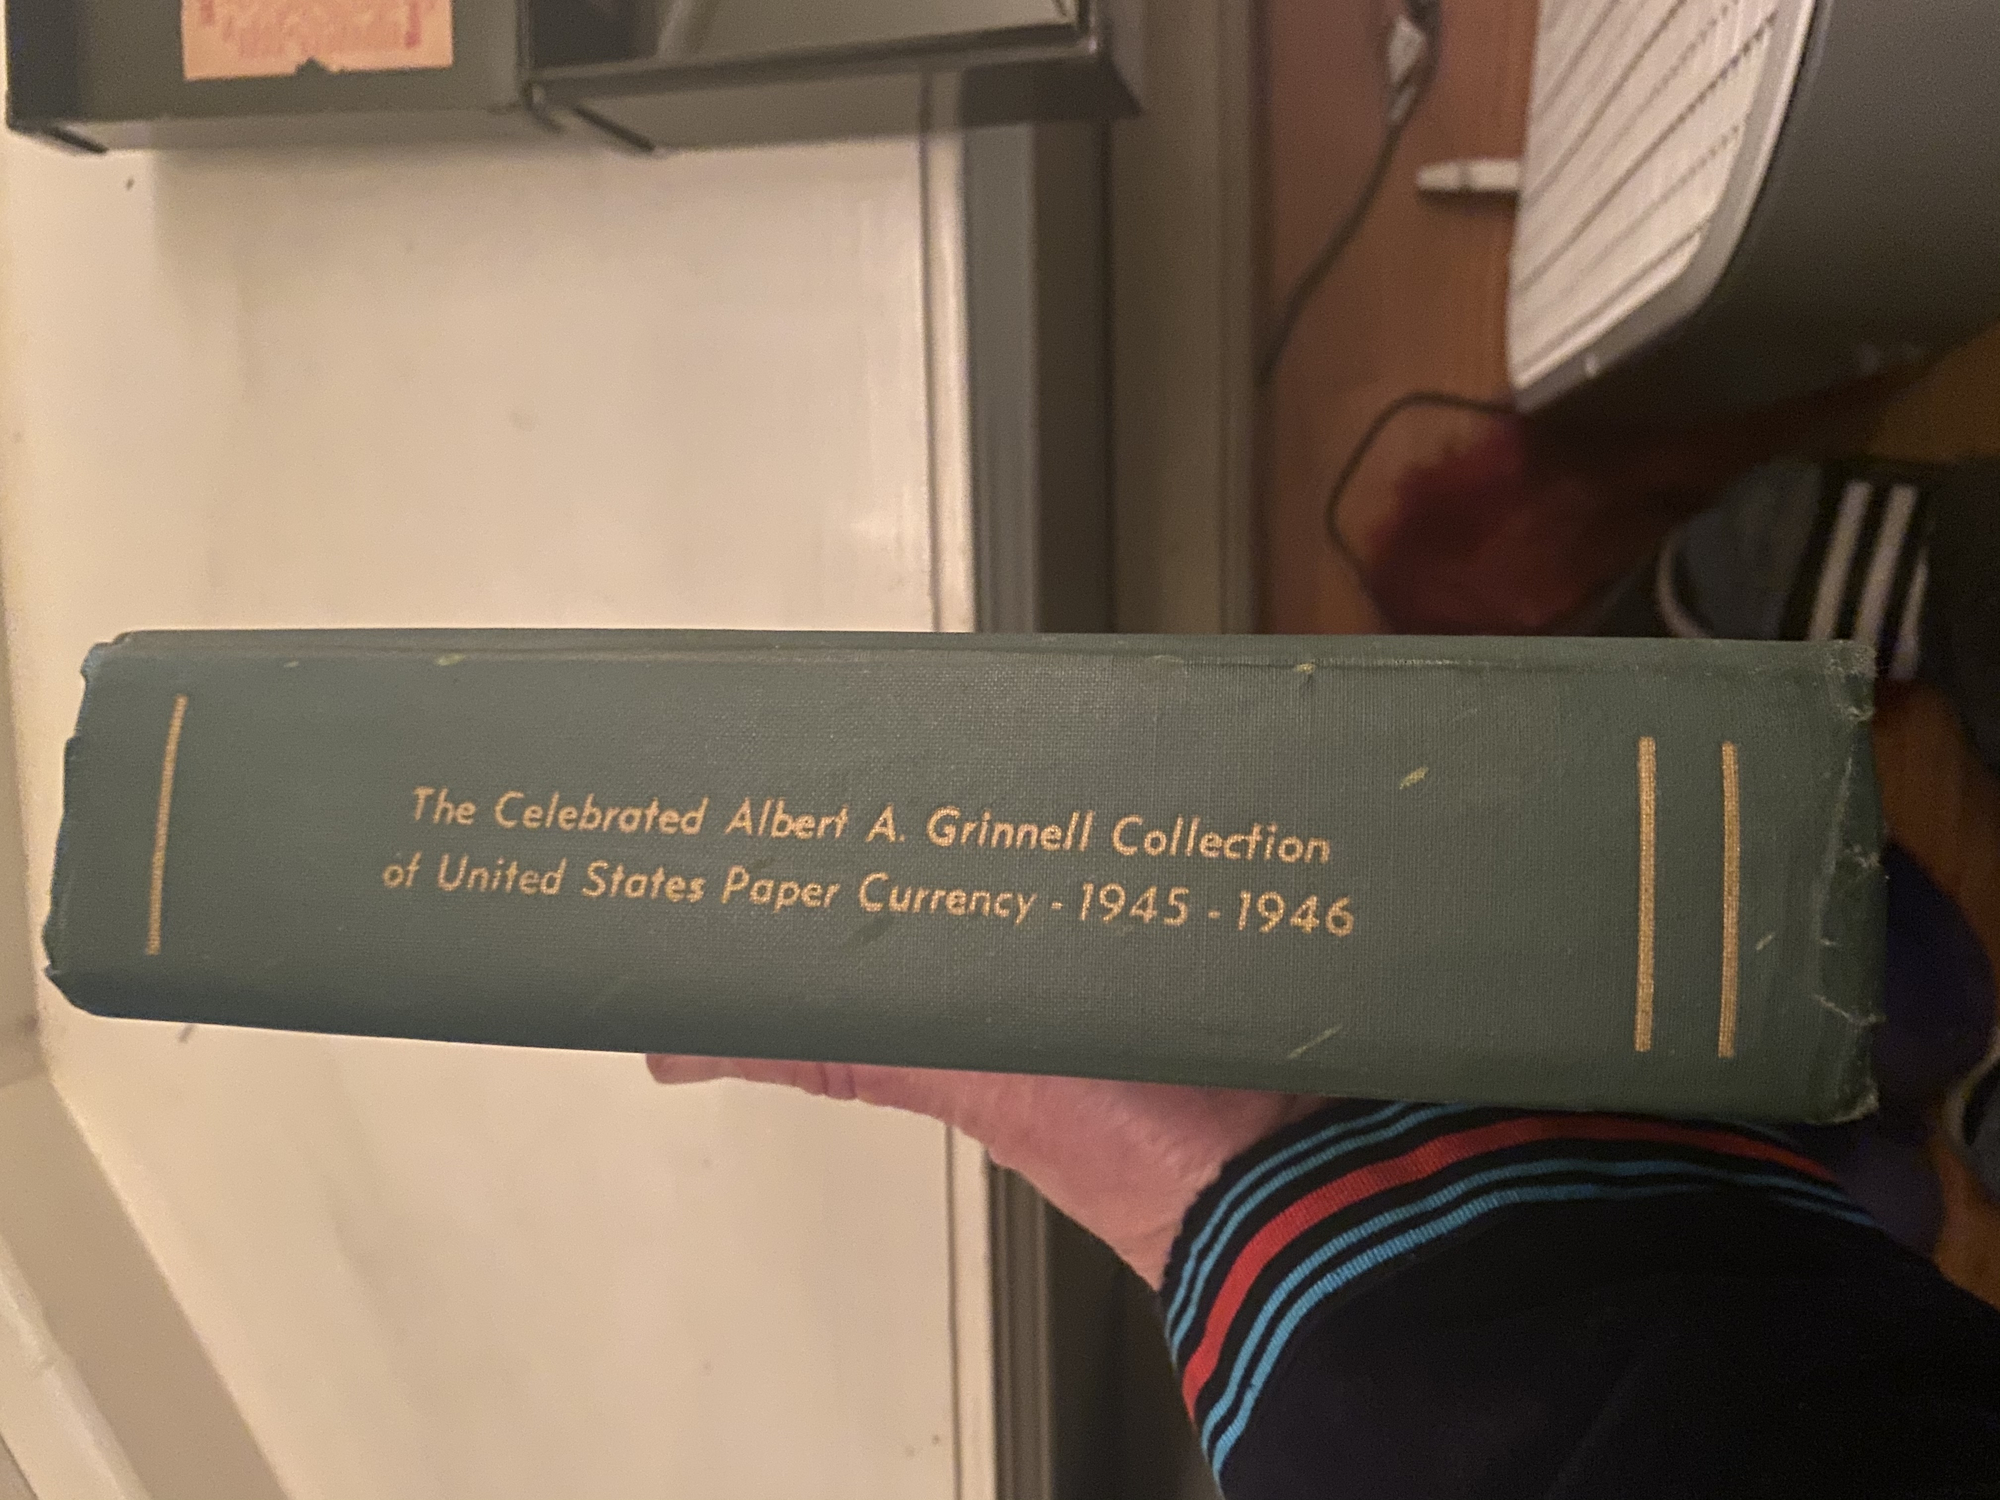 The Celebrated Albert A. Grinnell Collection
of United States Paper Currency - 1945 - 1946